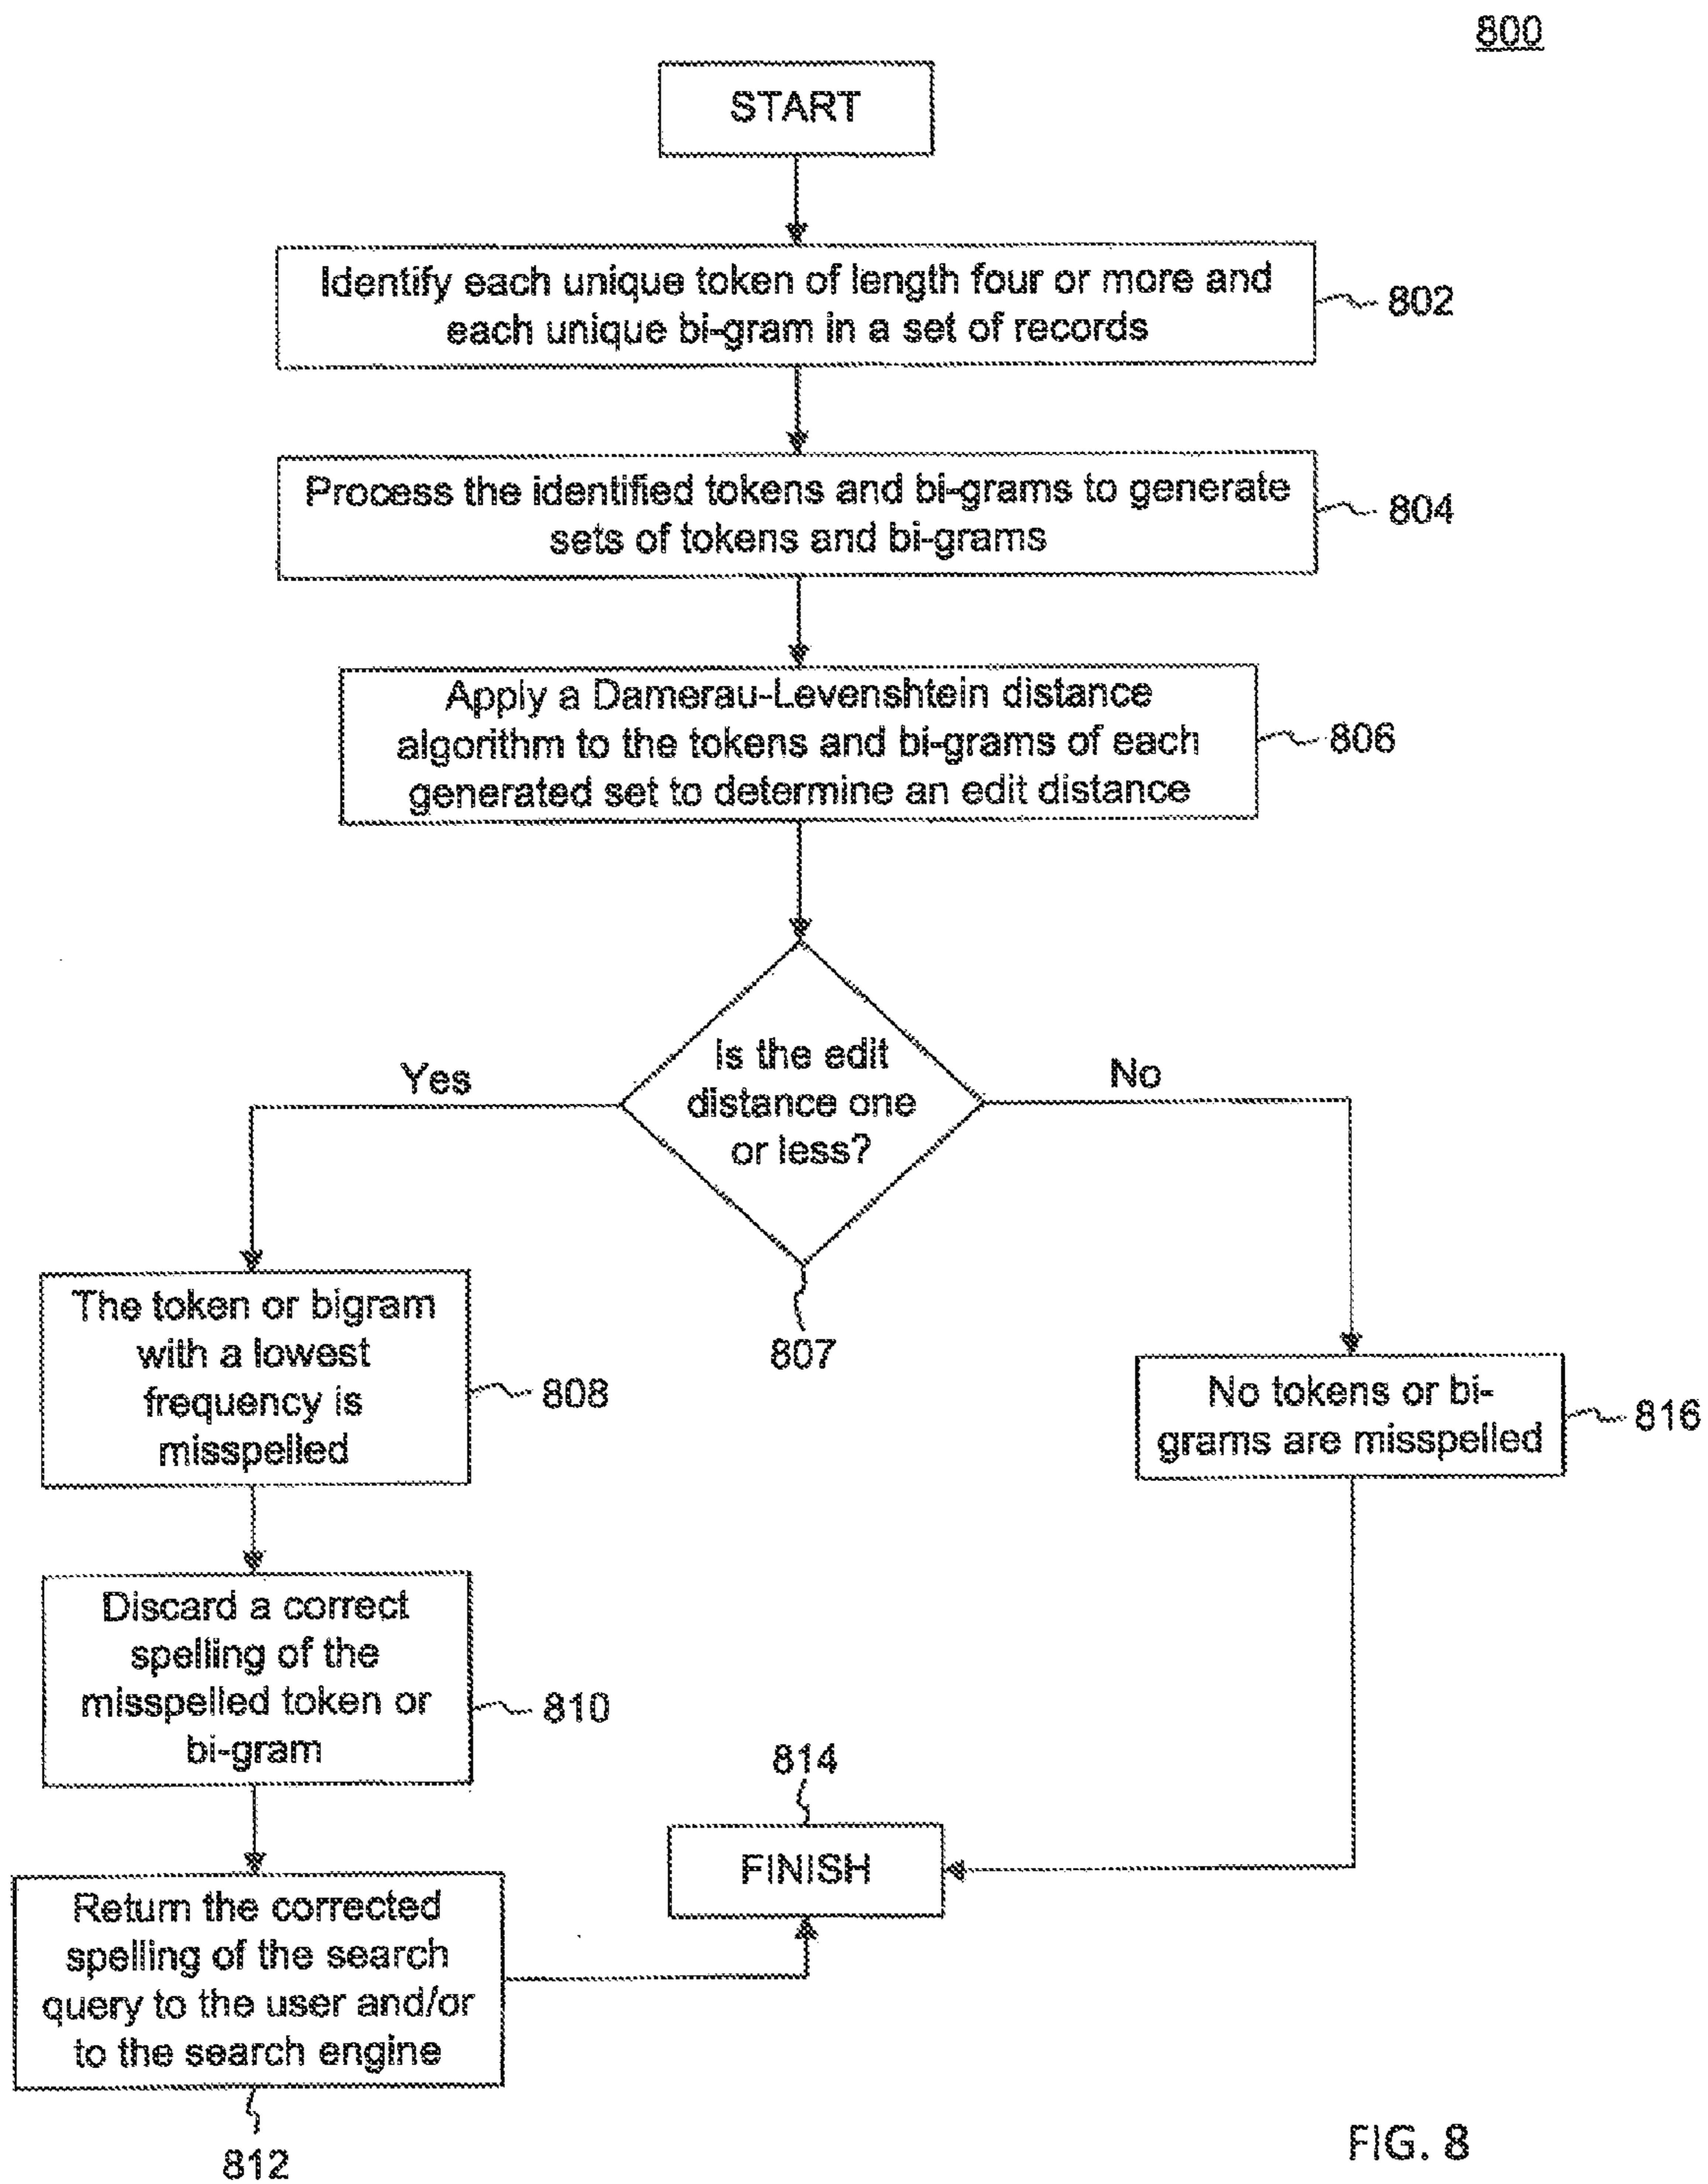 800
START
Identify each unique token of length four or more and
each unique bi-gram in a set of records
802
Process the identified tokens and bi-grams to generate
sets of tokens and bi-grams
804
Apply a Damerau-Levenshtein distance
algorithm to the tokens and bi-grams of each
generated set to determine an edit distance
806
Is the edit
distance one
or less?
807
Yes
No
The token or bigram
with a lowest
frequency is
misspelled
808
No tokens or bi-
grams are misspelled
816
Discard a correct
spelling of the
misspelled token or
bi-gram
810
814
FINISH
Return the corrected
spelling of the search
query to the user and/or
to the search engine
812
FIG. 8